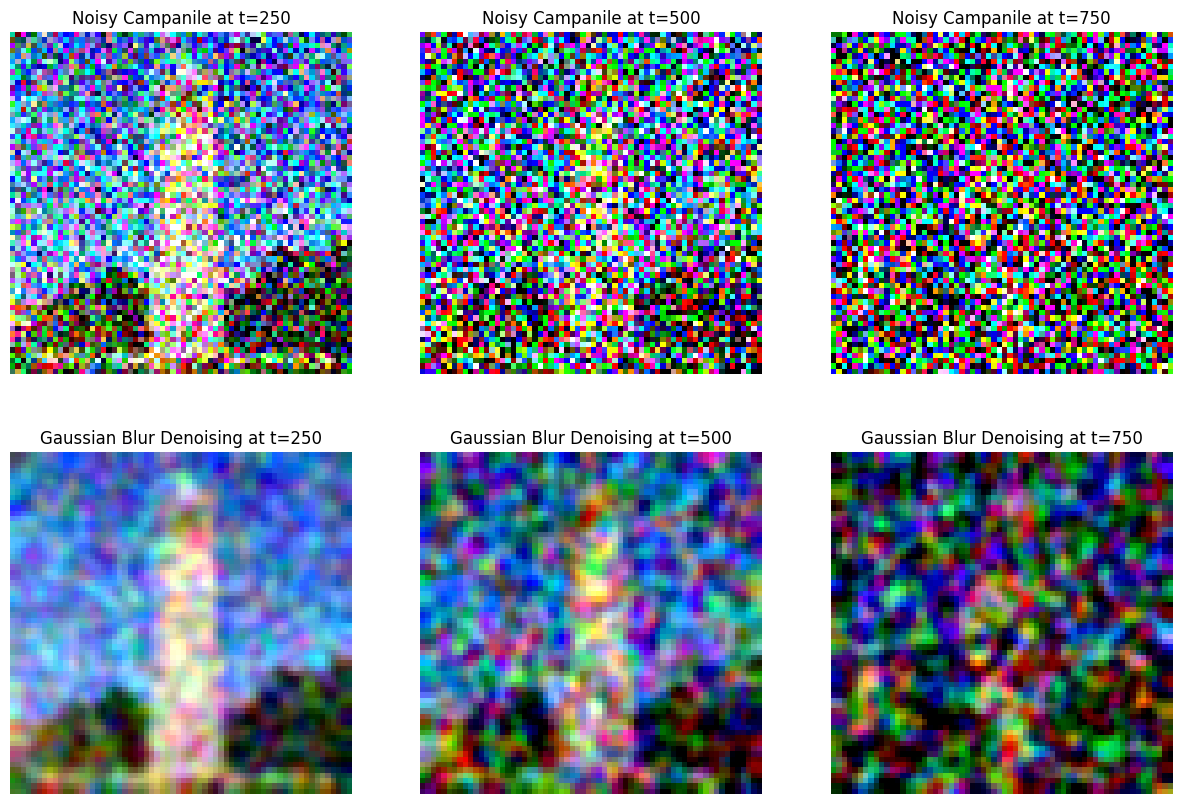 Noisy Campanile at t=250
Noisy Campanile at t=500
Noisy Campanile at t=750
Gaussian Blur Denoising at t=250
Gaussian Blur Denoising at t=500
Gaussian Blur Denoising at t=750